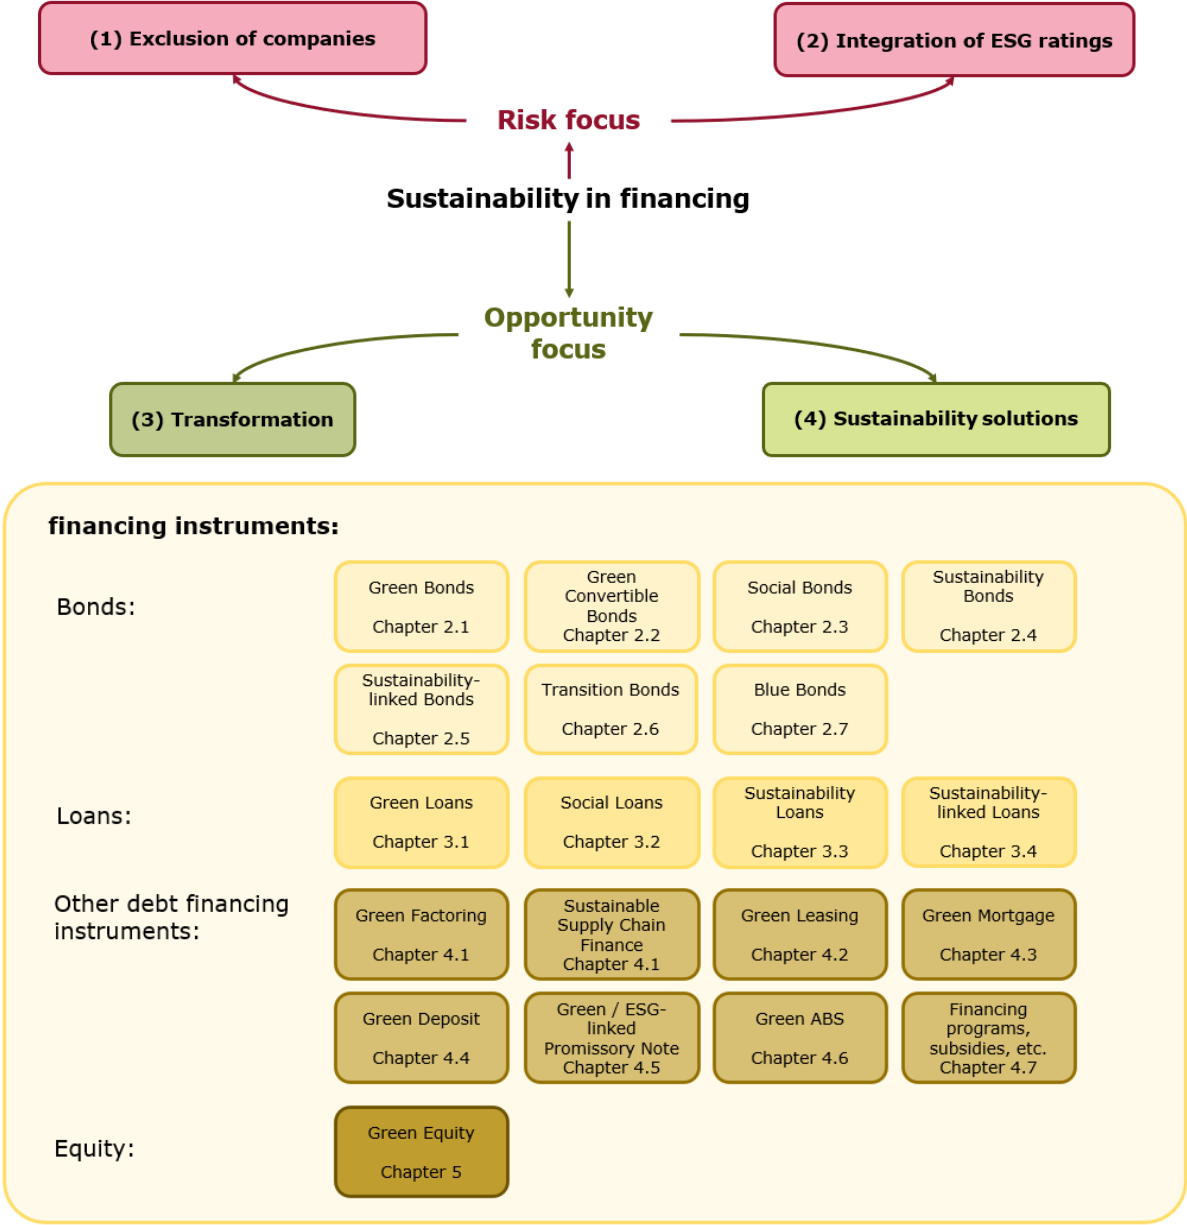 (1) Exclusion of companies
(2) Integration of ESG ratings
Risk focus
Sustainability in financing
Opportunity
focus
(3) Transformation
(4) Sustainability solutions
financing instruments:
Bonds:
Green Bonds
Chapter 2.1
Green
Convertible
Bonds
Chapter 2.2
Social Bonds
Chapter 2.3
Sustainability
Bonds
Chapter 2.4
Sustainability-
linked Bonds
Chapter 2.5
Transition Bonds
Chapter 2.6
Blue Bonds
Chapter 2.7
Loans:
Green Loans
Chapter 3.1
Social Loans
Chapter 3.2
Sustainability
Loans
Chapter 3.3
Sustainability-
linked Loans
Chapter 3.4
Other debt financing
instruments:
Green Factoring
Chapter 4.1
Sustainable
Supply Chain
Finance
Chapter 4.1
Green Leasing
Chapter 4.2
Green Mortgage
Chapter 4.3
Green Deposit
Chapter 4.4
Green / ESG-
linked
Promissory Note
Chapter 4.5
Green ABS
Chapter 4.6
Financing
programs,
subsidies, etc.
Chapter 4.7
Equity:
Green Equity
Chapter 5